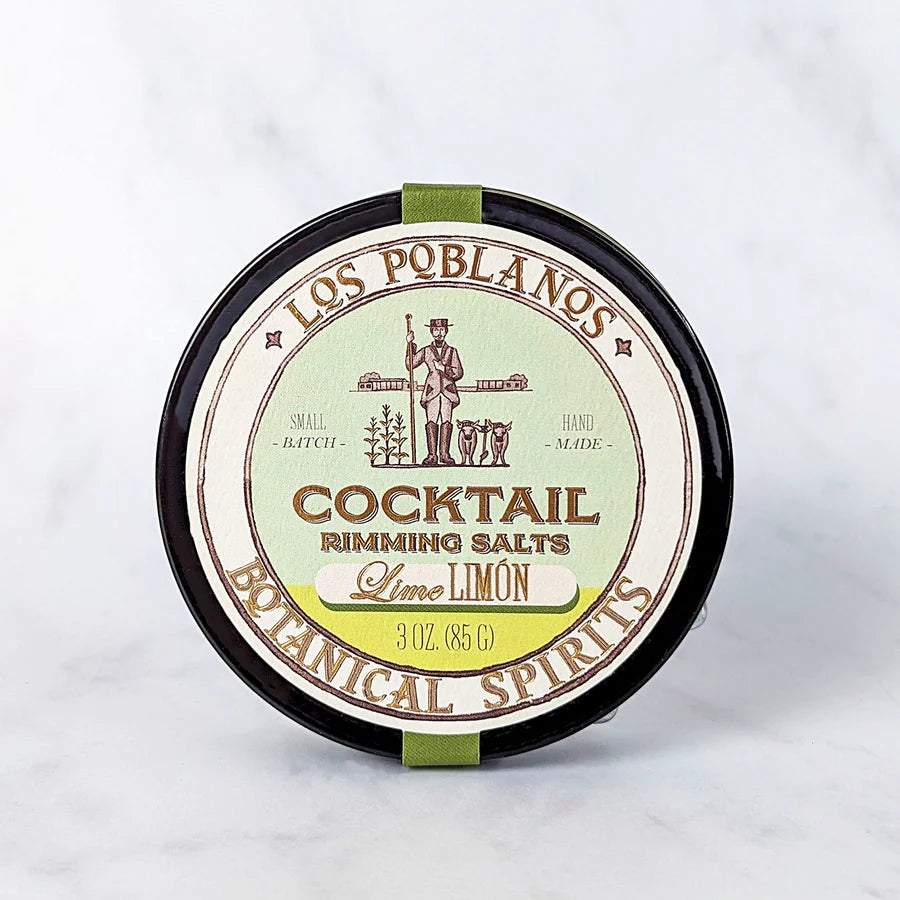 LOS POBLANOS
SMALL
- BATCH -
HAND
- MADE -
COCKTAIL
RIMMING SALTS
Lime LIMÓN
3 OZ. (85 G)
BOTANICAL SPIRITS